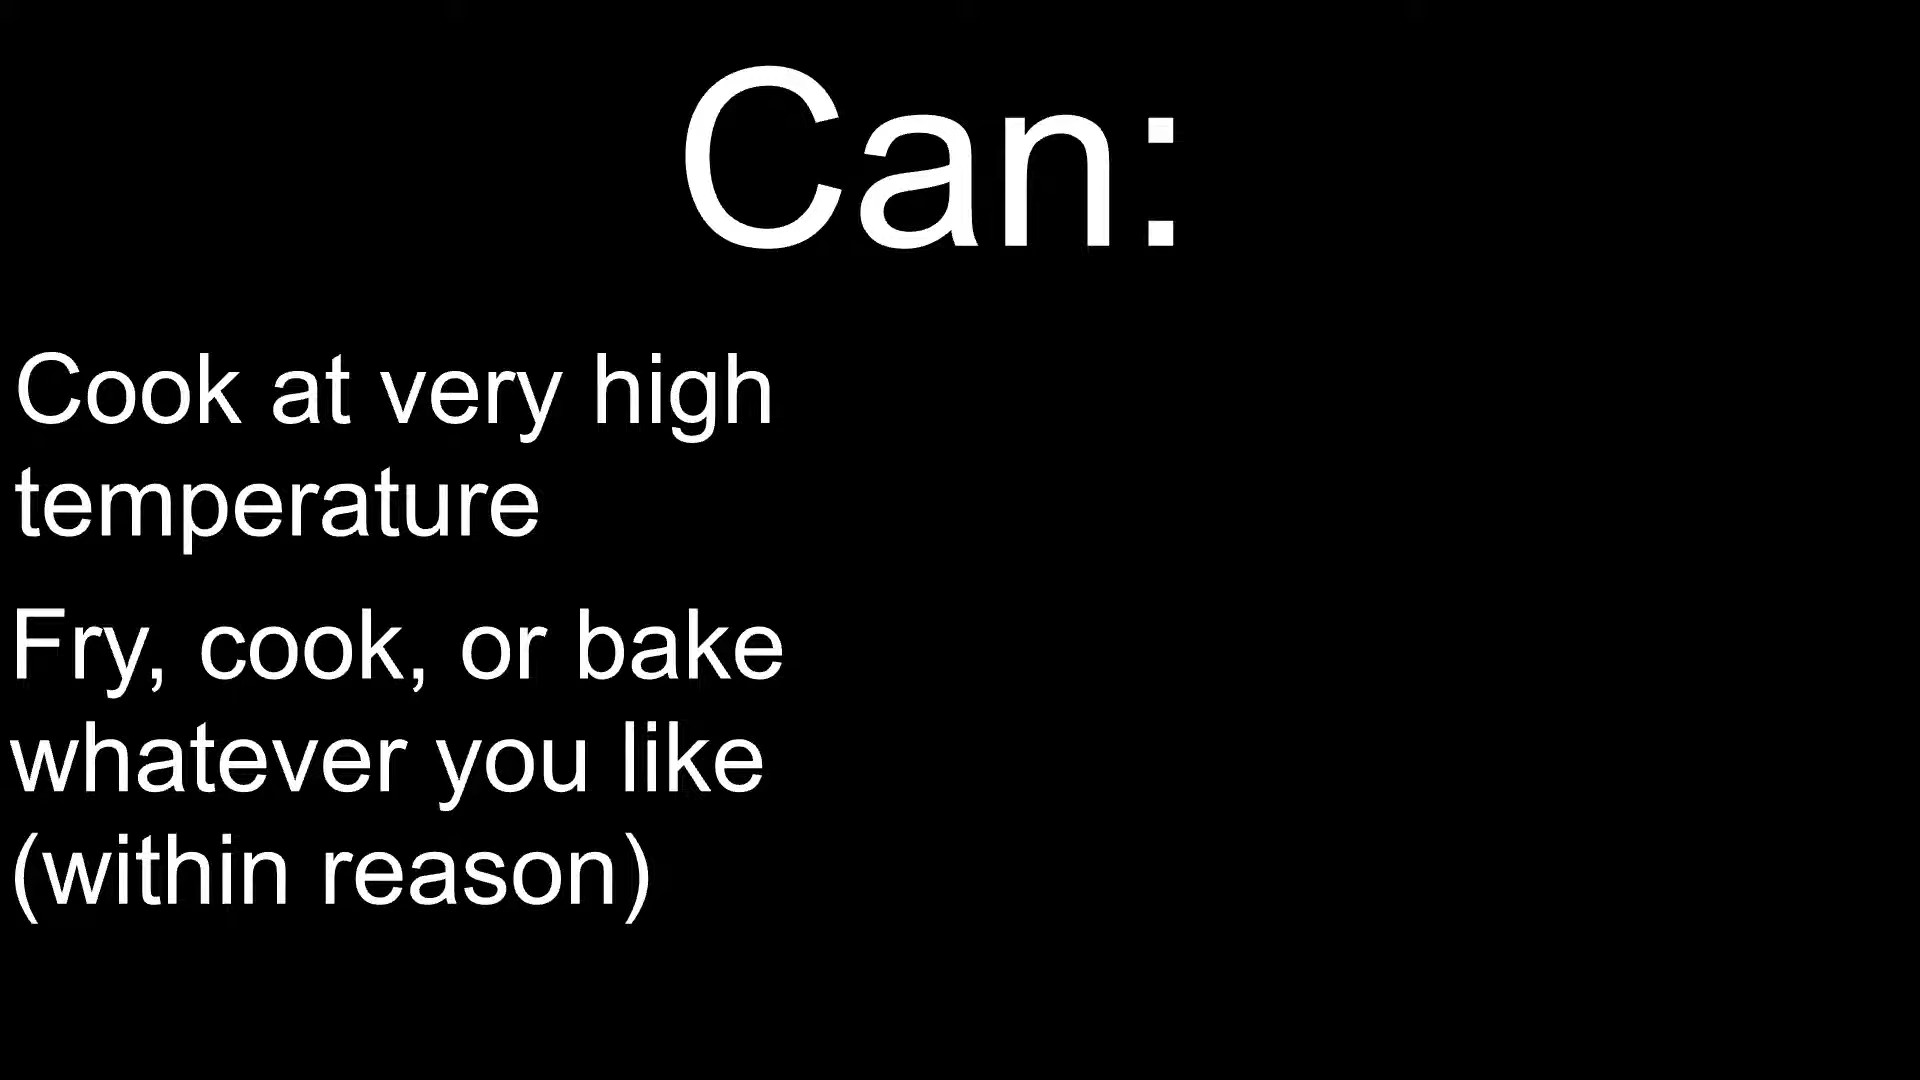 Can:
Cook at very high
temperature
Fry, cook, or bake
whatever you like
(within reason)